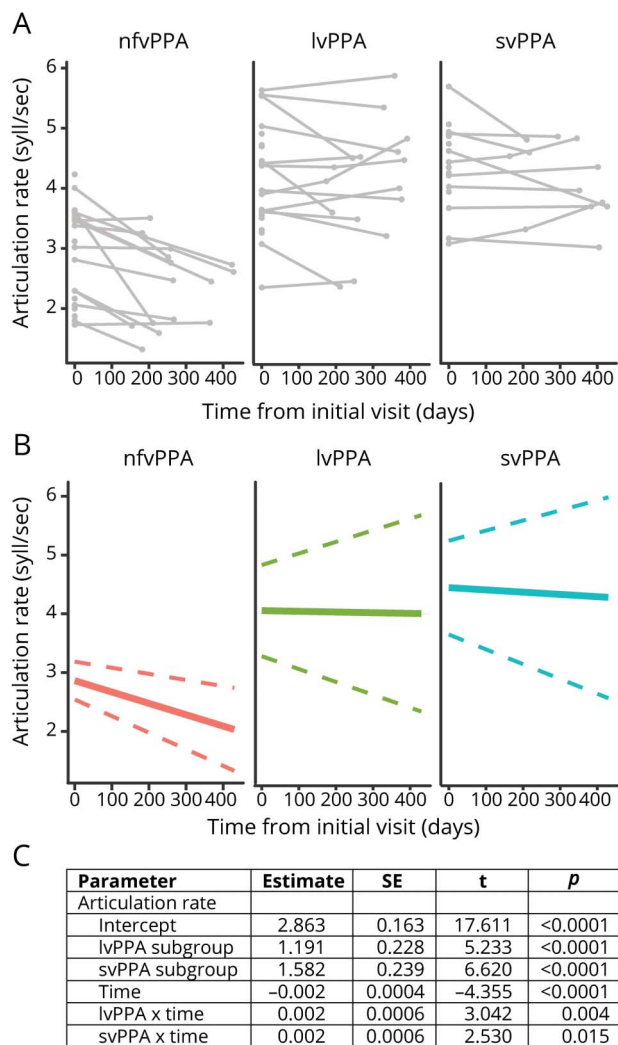 A
nfvPPA lvPPA svPPA
Articulation rate (syll/sec)
6
5
4
3
2
0 100 200 300 400 0 100 200 300 400 0 100 200 300 400
Time from initial visit (days)
B
nfvPPA lvPPA svPPA
Articulation rate (syll/sec)
6
5
4
3
2
0 100 200 300 400 0 100 200 300 400 0 100 200 300 400
Time from initial visit (days)
C
Parameter Estimate SE t p
Articulation rate
Intercept 2.863 0.163 17.611 <0.0001
lvPPA subgroup 1.191 0.228 5.233 <0.0001
svPPA subgroup 1.582 0.239 6.620 <0.0001
Time –0.002 0.0004 –4.355 <0.0001
lvPPA x time 0.002 0.0006 3.042 0.004
svPPA x time 0.002 0.0006 2.530 0.015